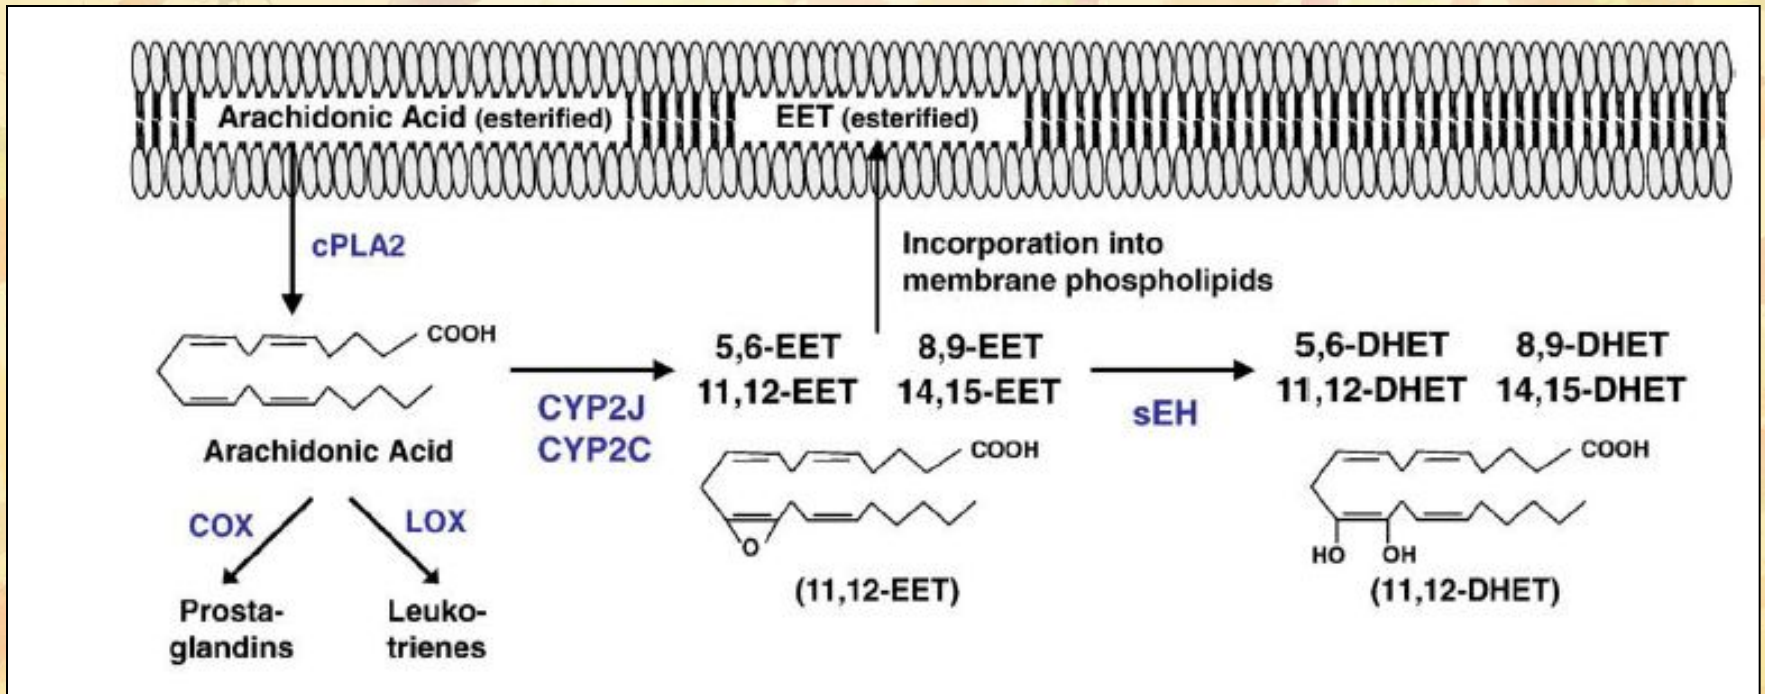 Arachidonic Acid (esterified)
EET (esterified)
cPLA2
Incorporation into
membrane phospholipids
COOH
Arachidonic Acid
CYP2J
CYP2C
5,6-EET 8,9-EET
11,12-EET 14,15-EET
sEH
5,6-DHET 8,9-DHET
11,12-DHET 14,15-DHET
COX
LOX
Prosta-
glandins
Leuko-
trienes
COOH
O
(11,12-EET)
COOH
HO OH
(11,12-DHET)